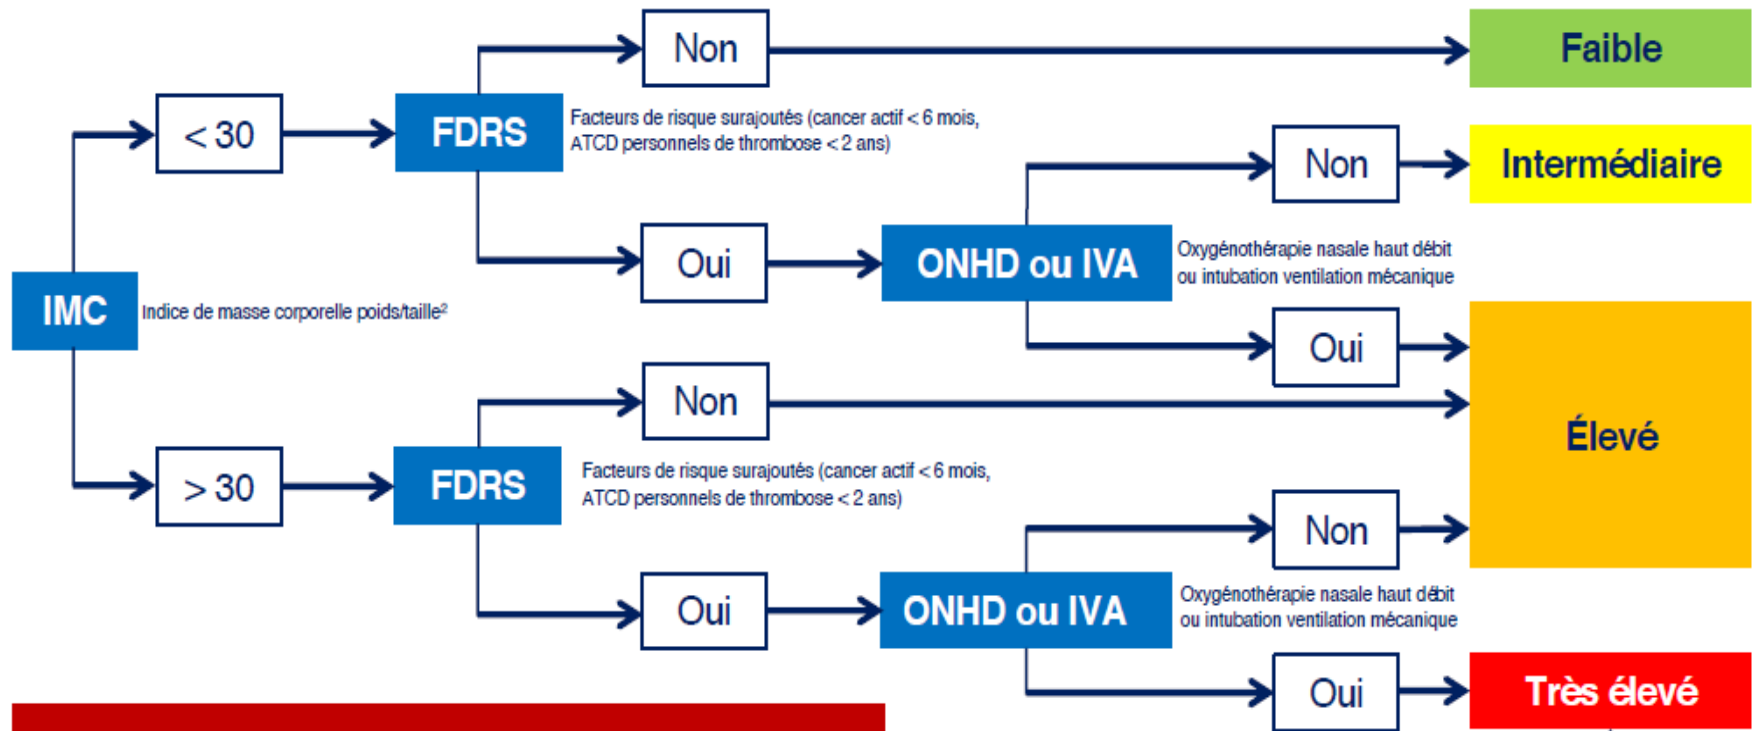 Non
Faible
< 30
FDRS
Facteurs de risque surajoutés (cancer actif < 6 mois,
ATCD personnels de thrombose < 2 ans)
Non
Intermédiaire
Oui
ONHD ou IVA
Oxygénothérapie nasale haut débit
ou intubation ventilation mécanique
IMC
Indice de masse corporelle poids/taille²
Oui
Non
Élevé
> 30
FDRS
Facteurs de risque surajoutés (cancer actif < 6 mois,
ATCD personnels de thrombose < 2 ans)
Non
Oui
ONHD ou IVA
Oxygénothérapie nasale haut débit
ou intubation ventilation mécanique
Oui
Très élevé